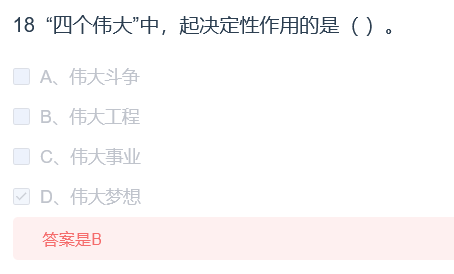 18 “四个伟大”中，起决定性作用的是（ ）。
A、伟大斗争
B、伟大工程
C、伟大事业
D、伟大梦想
答案是B